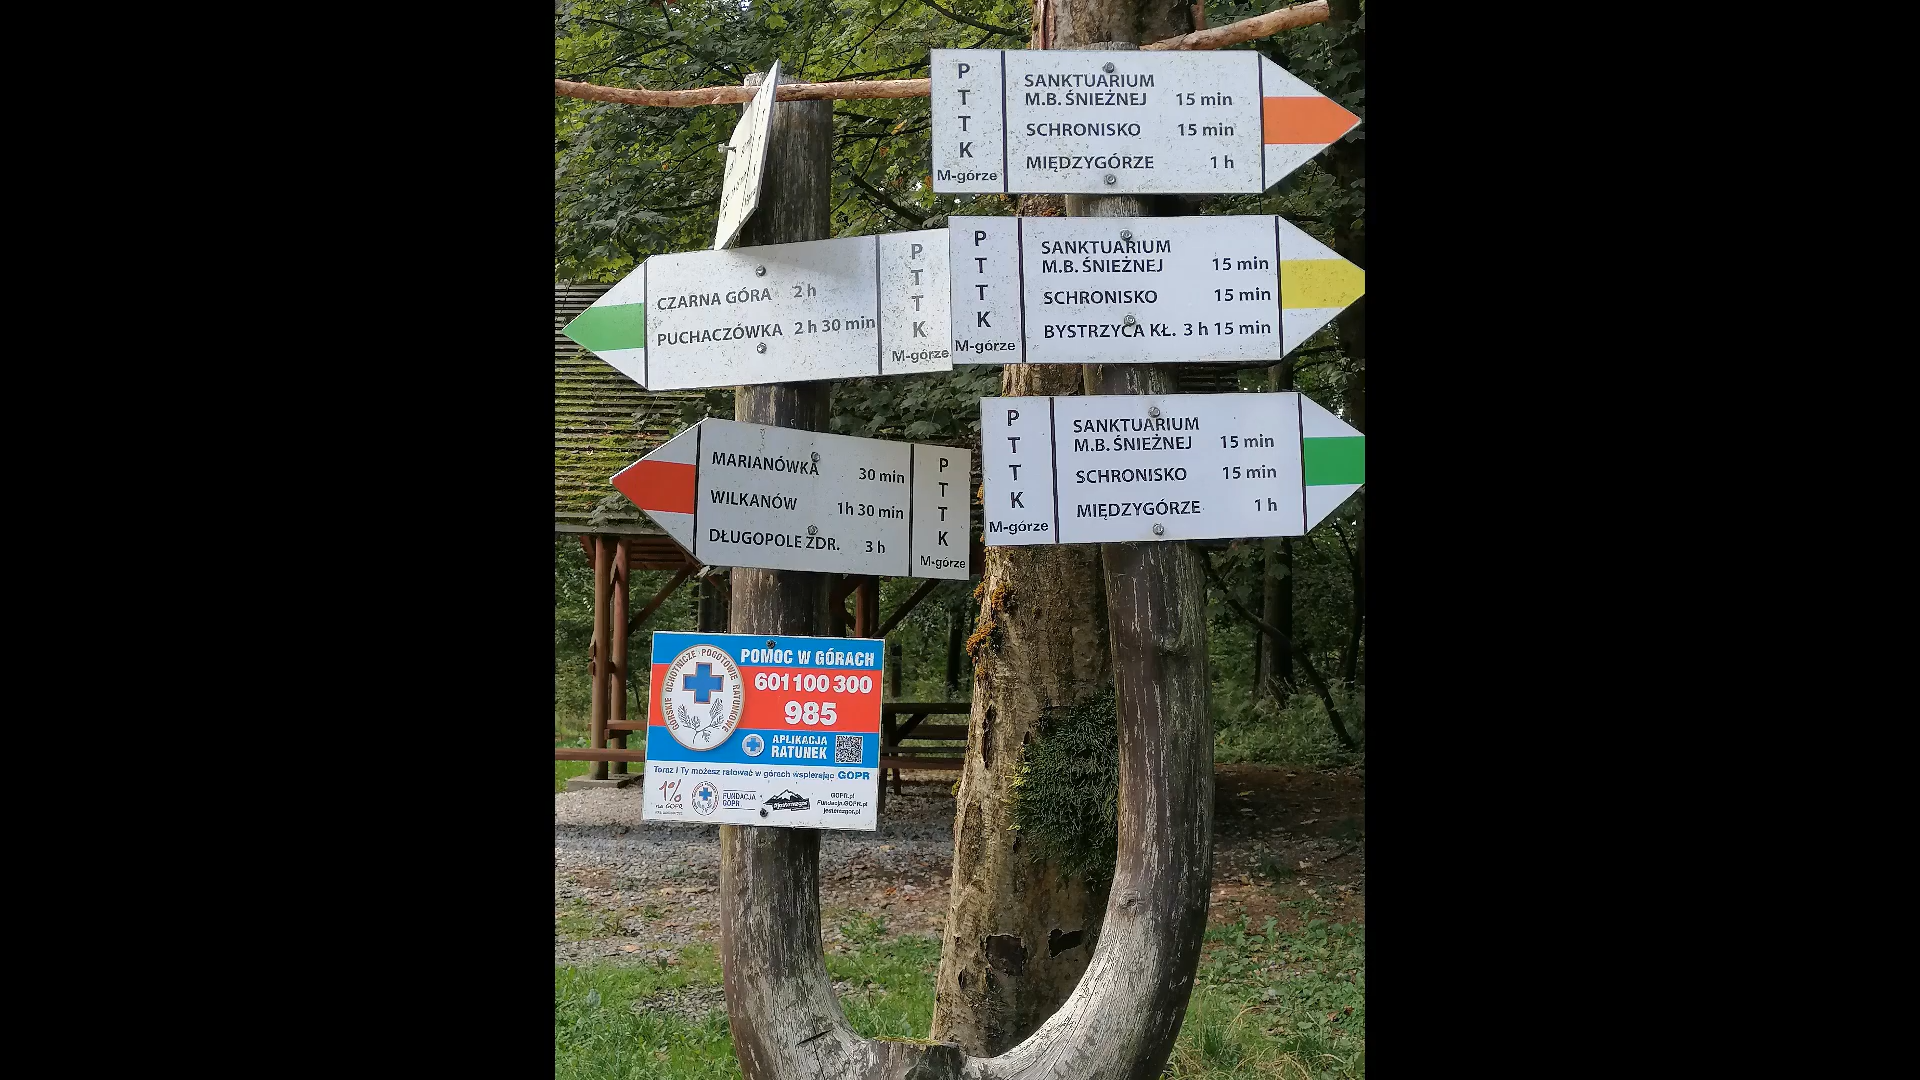 P
T
T
K
M-górze
SANKTUARIUM
M.B. ŚNIEŻNEJ 15 min
SCHRONISKO 15 min
MIĘDZYGÓRZE 1 h
CZARNA GÓRA 2 h
PUCHACZÓWKA 2 h 30 min
P
T
T
K
M-górze
P
T
T
K
M-górze
SANKTUARIUM
M.B. ŚNIEŻNEJ 15 min
SCHRONISKO 15 min
BYSTRZYCA KŁ. 3 h 15 min
MARIANÓWKA 30 min
WILKANÓW 1h 30 min
DŁUGOPOLE ZDR. 3 h
P
T
T
K
M-górze
P
T
T
K
M-górze
SANKTUARIUM
M.B. ŚNIEŻNEJ 15 min
SCHRONISKO 15 min
MIĘDZYGÓRZE 1 h
GÓRSKIE OCHOTNICZE POGOTOWIE RATUNKOWE
POMOC W GÓRACH
601 100 300
985
APLIKACJA
RATUNEK
Teraz i Ty możesz ratować w górach wspierając GOPR
1%
na GOPR
FUNDACJA
GOPR
GOPR.pl
Fundacja.GOPR.pl